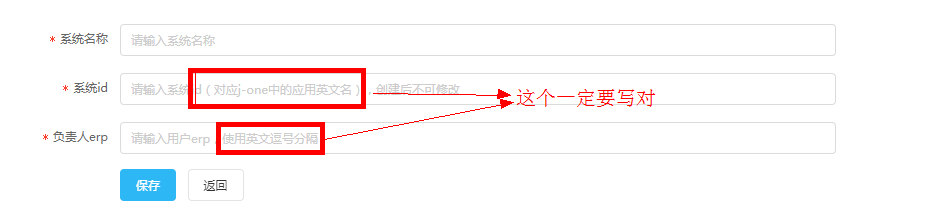 * 系统名称 请输入系统名称
* 系统id 请输入系统id（对应j-one中的应用英文名），创建后不可修改
这个一定要写对
* 负责人erp 请输入用户erp，使用英文逗号分隔
保存 返回